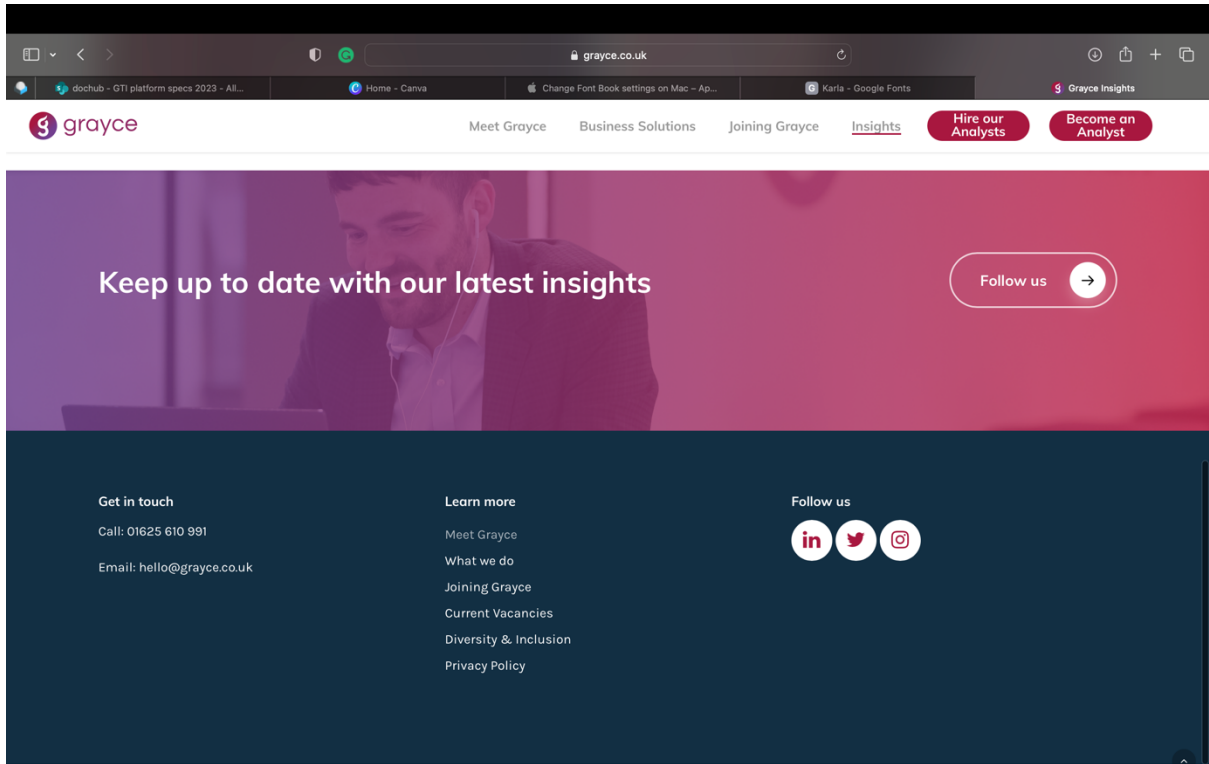 grayce.co.uk
dochub - GTI platform specs 2023 - All...
Home - Canva
Change Font Book settings on Mac – Ap...
Karla - Google Fonts
Grayce Insights
grayce
Meet Grayce
Business Solutions
Joining Grayce
Insights
Hire our
Analysts
Become an
Analyst
Keep up to date with our latest insights
Follow us
Get in touch
Call: 01625 610 991
Email: hello@grayce.co.uk
Learn more
Meet Grayce
What we do
Joining Grayce
Current Vacancies
Diversity & Inclusion
Privacy Policy
Follow us
in